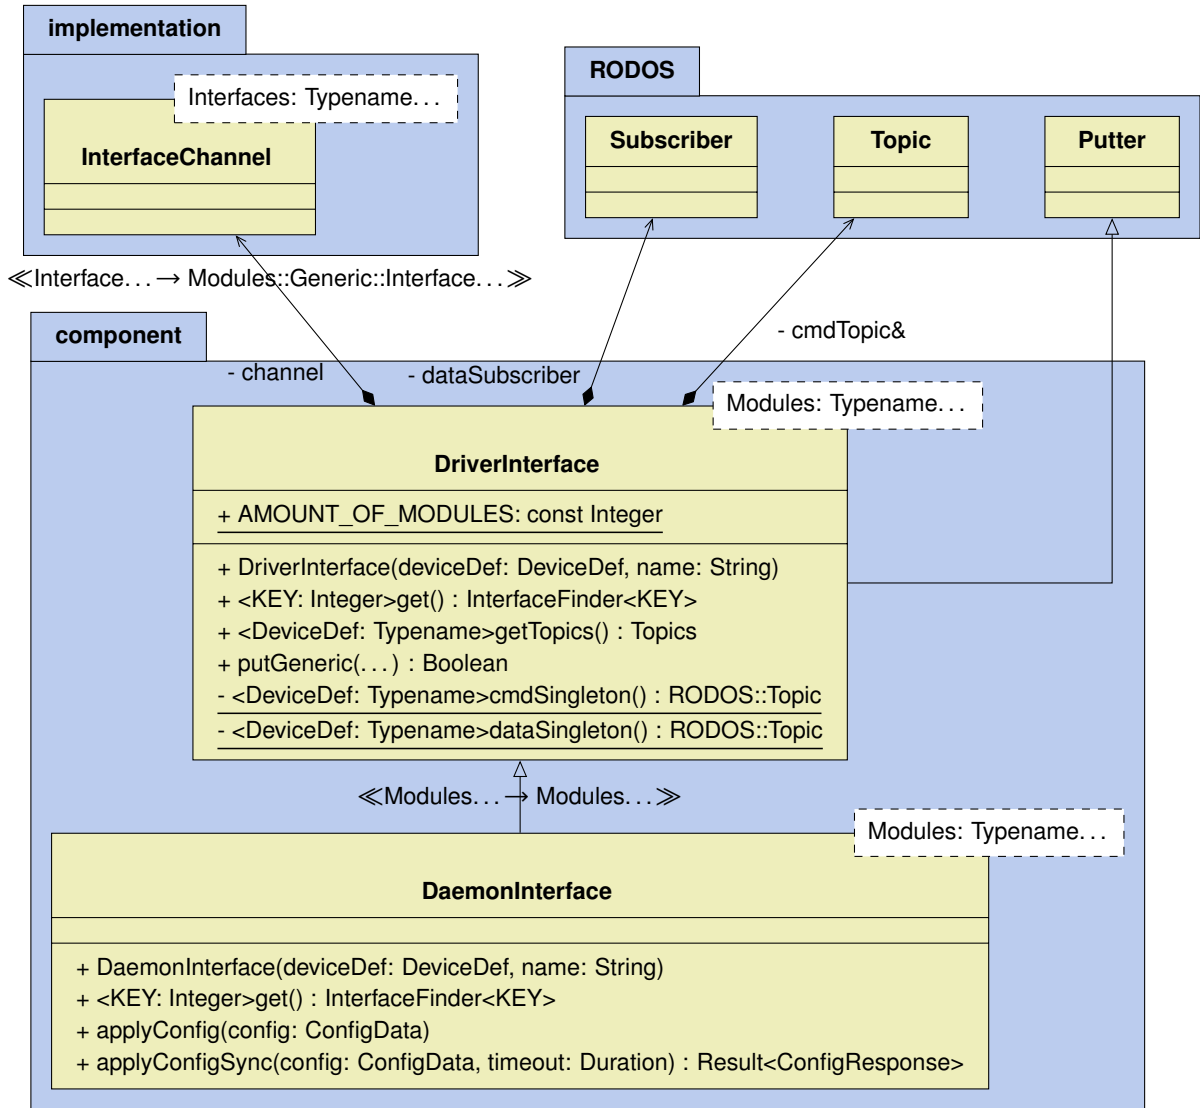 implementation
Interfaces: Typename...
InterfaceChannel
RODOS
Subscriber
Topic
Putter
≪Interface... → Modules::Generic::Interface...≫
component
- channel
- dataSubscriber
- cmdTopic&
Modules: Typename...
DriverInterface
+ AMOUNT_OF_MODULES: const Integer
+ DriverInterface(deviceDef: DeviceDef, name: String)
+ <KEY: Integer>get() : InterfaceFinder<KEY>
+ <DeviceDef: Typename>getTopics() : Topics
+ putGeneric(...) : Boolean
- <DeviceDef: Typename>cmdSingleton() : RODOS::Topic
- <DeviceDef: Typename>dataSingleton() : RODOS::Topic
≪Modules... → Modules...≫
Modules: Typename...
DaemonInterface
+ DaemonInterface(deviceDef: DeviceDef, name: String)
+ <KEY: Integer>get() : InterfaceFinder<KEY>
+ applyConfig(config: ConfigData)
+ applyConfigSync(config: ConfigData, timeout: Duration) : Result<ConfigResponse>